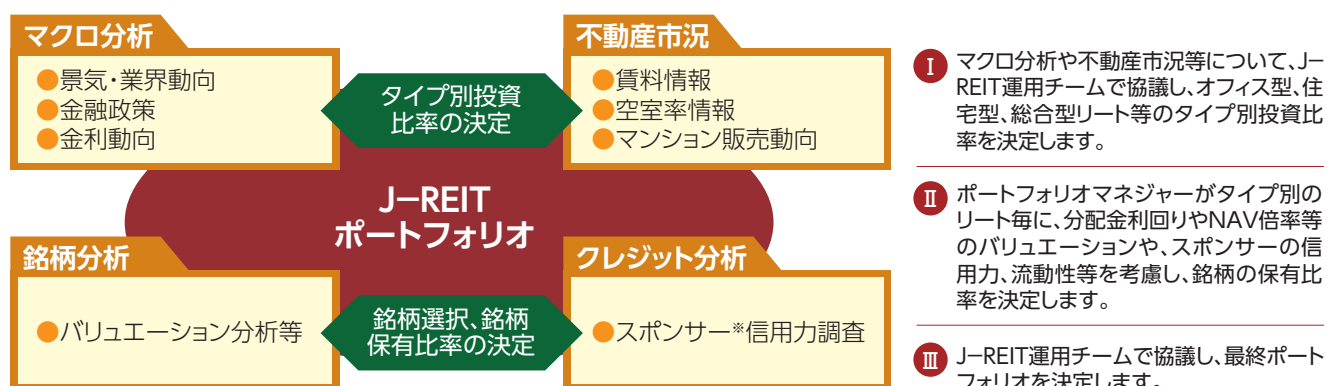 マクロ分析
●景気・業界動向
●金融政策
●金利動向
タイプ別投資
比率の決定
不動産市況
●賃料情報
●空室率情報
●マンション販売動向
J−REIT
ポートフォリオ
銘柄分析
●バリュエーション分析等
銘柄選択、銘柄
保有比率の決定
クレジット分析
●スポンサー※信用力調査
Ⅰ マクロ分析や不動産市況等について、J−
REIT運用チームで協議し、オフィス型、住
宅型、総合型リート等のタイプ別投資比
率を決定します。
Ⅱ ポートフォリオマネジャーがタイプ別の
リート毎に、分配金利回りやNAV倍率等
のバリュエーションや、スポンサーの信
用力、流動性等を考慮し、銘柄の保有比
率を決定します。
Ⅲ J−REIT運用チームで協議し、最終ポート
フォリオを決定します。